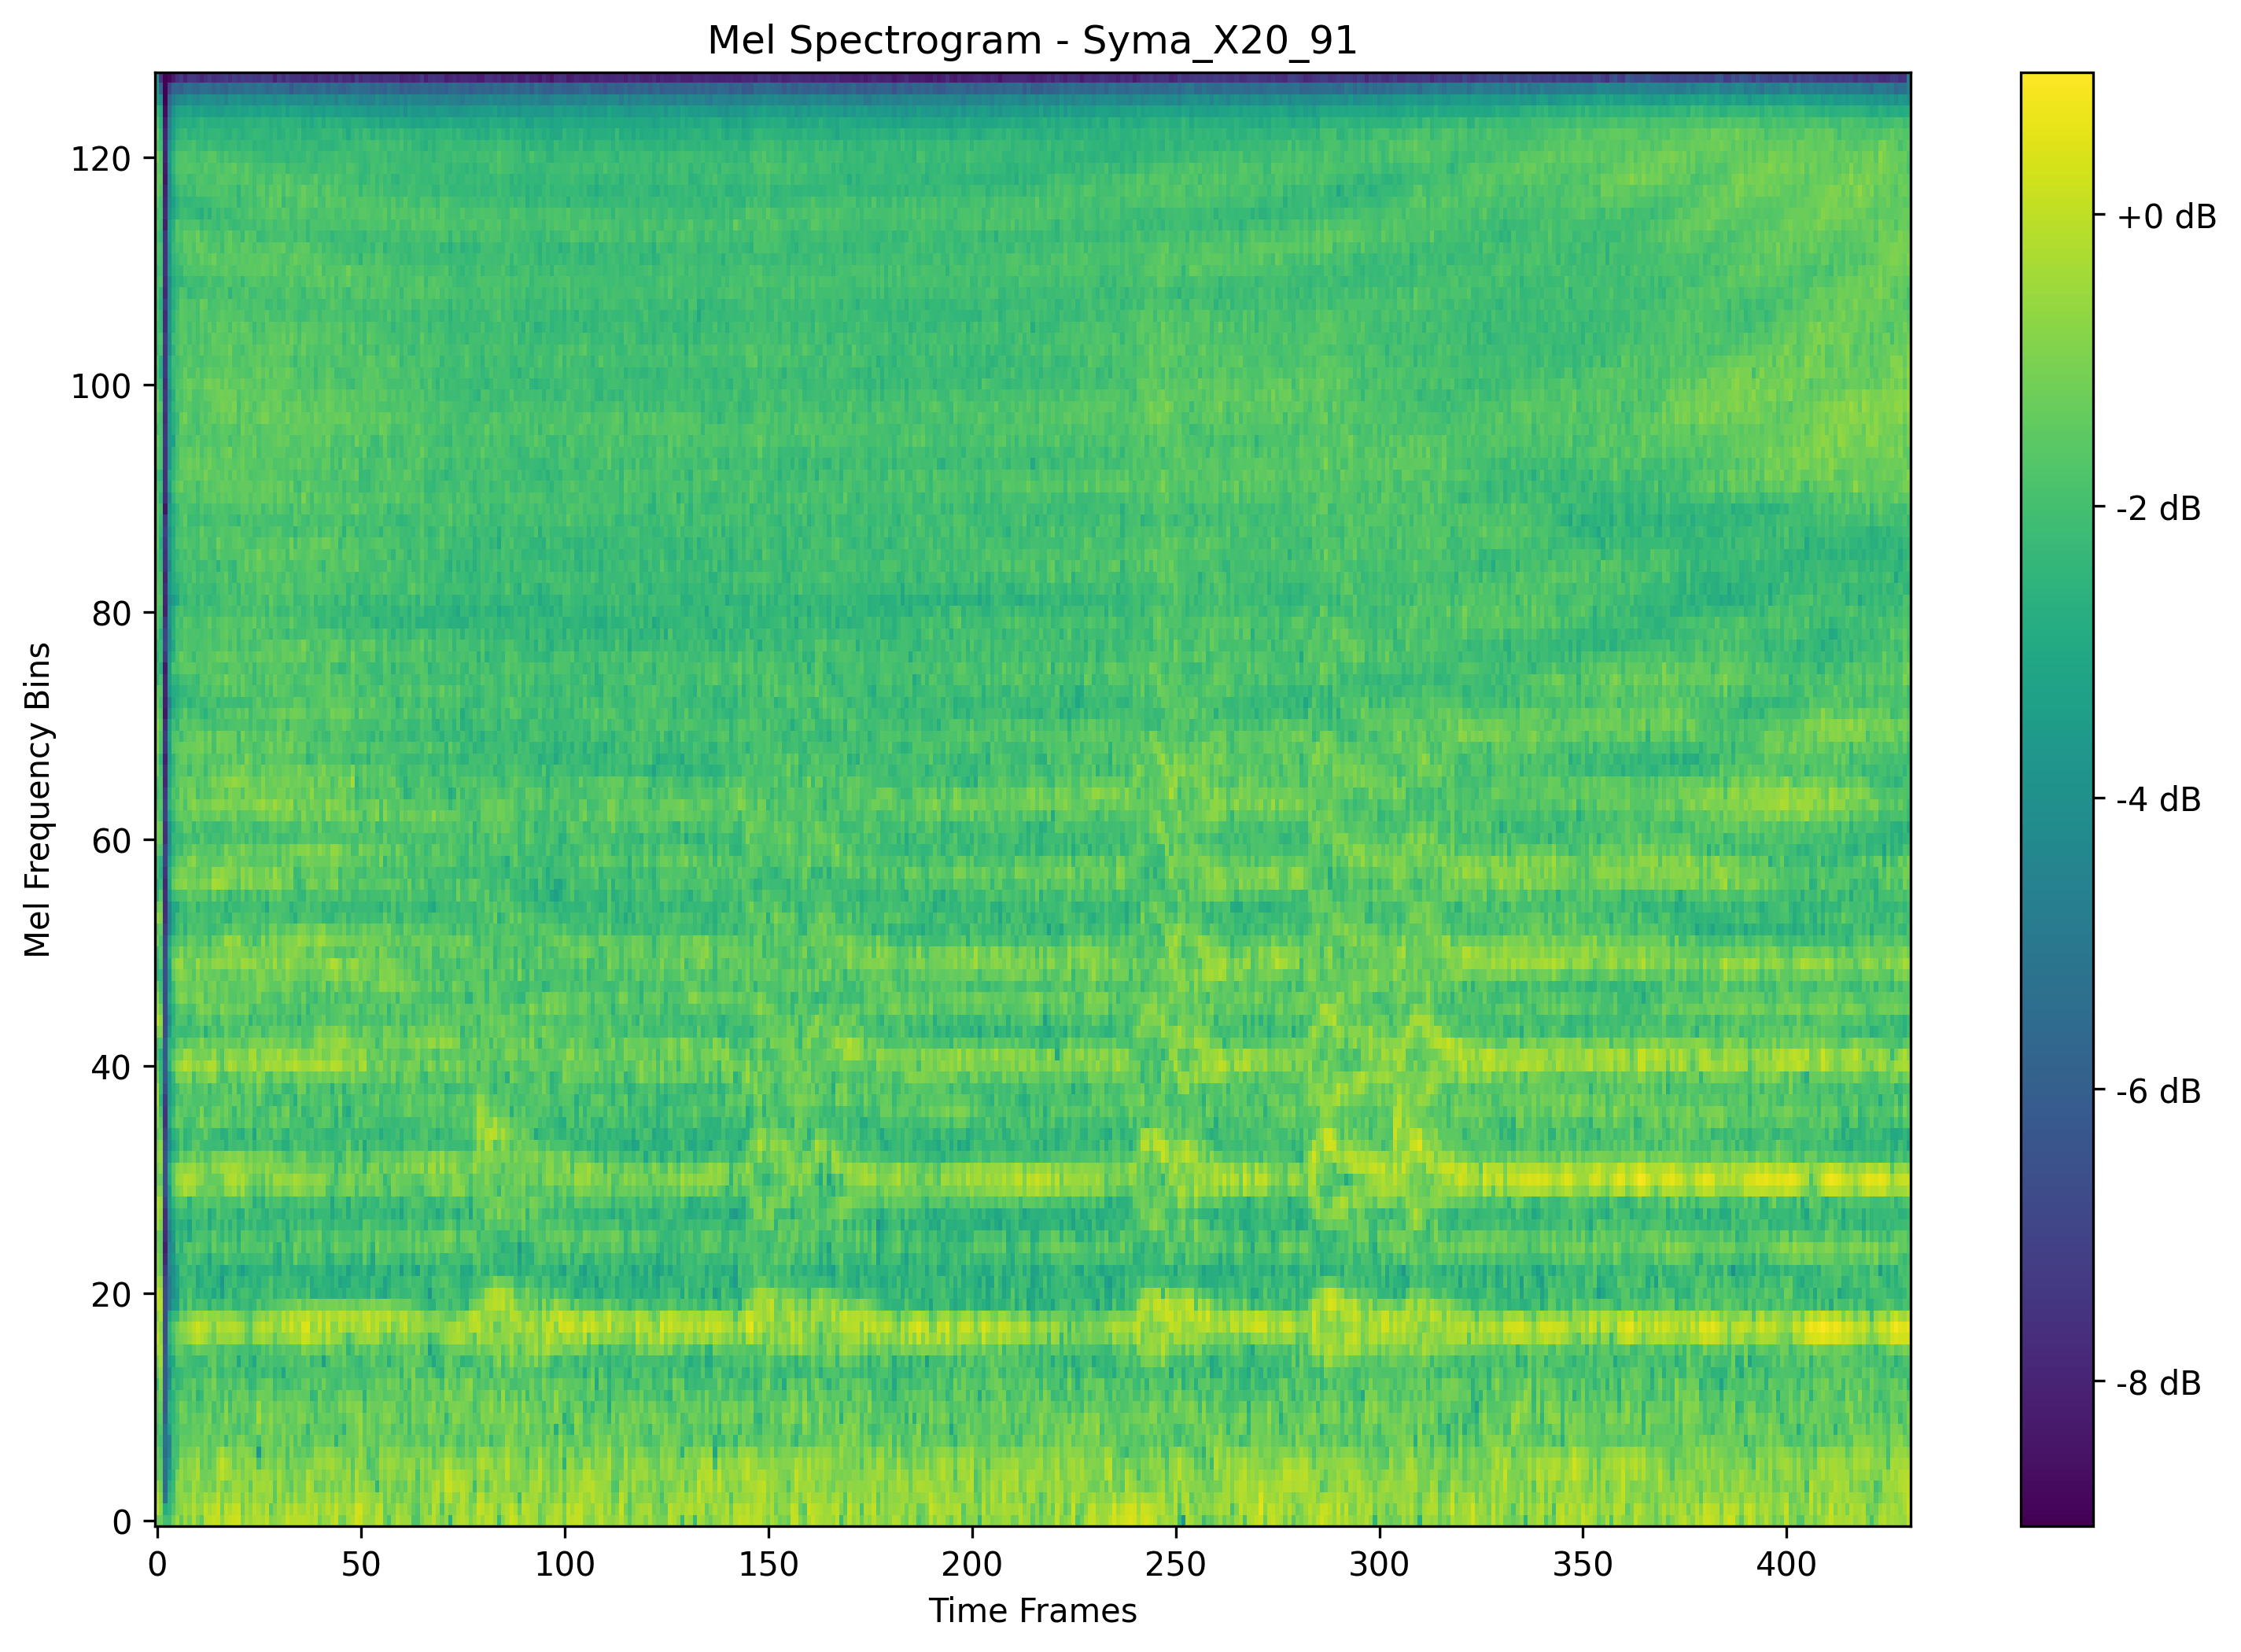 Mel Spectrogram - Syma_X20_91
120
100
80
60
40
20
0
Mel Frequency Bins
0 50 100 150 200 250 300 350 400
Time Frames
+0 dB
-2 dB
-4 dB
-6 dB
-8 dB